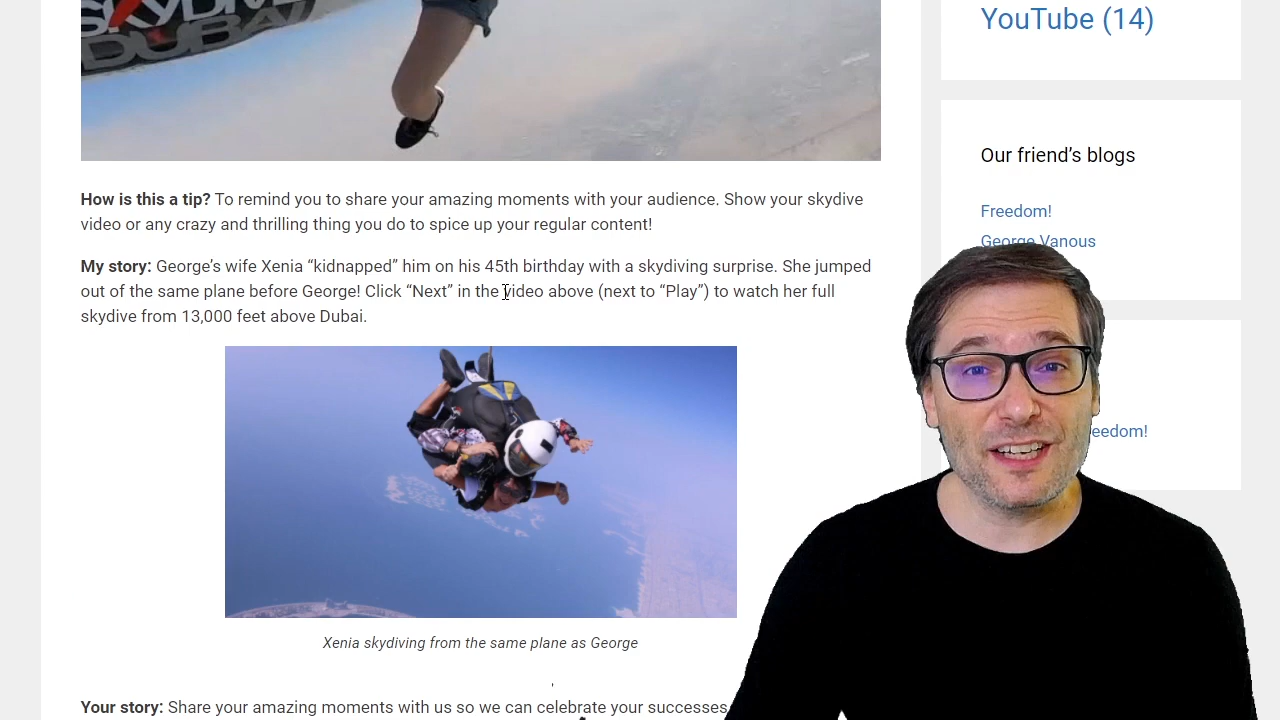 SKYDIVE
DUBAI
YouTube (14)
How is this a tip? To remind you to share your amazing moments with your audience. Show your skydive
video or any crazy and thrilling thing you do to spice up your regular content!
My story: George’s wife Xenia “kidnapped” him on his 45th birthday with a skydiving surprise. She jumped
out of the same plane before George! Click “Next” in the video above (next to “Play”) to watch her full
skydive from 13,000 feet above Dubai.
Xenia skydiving from the same plane as George
Your story: Share your amazing moments with us so we can celebrate your successes
Our friend’s blogs
Freedom!
George Vanous
eedom!